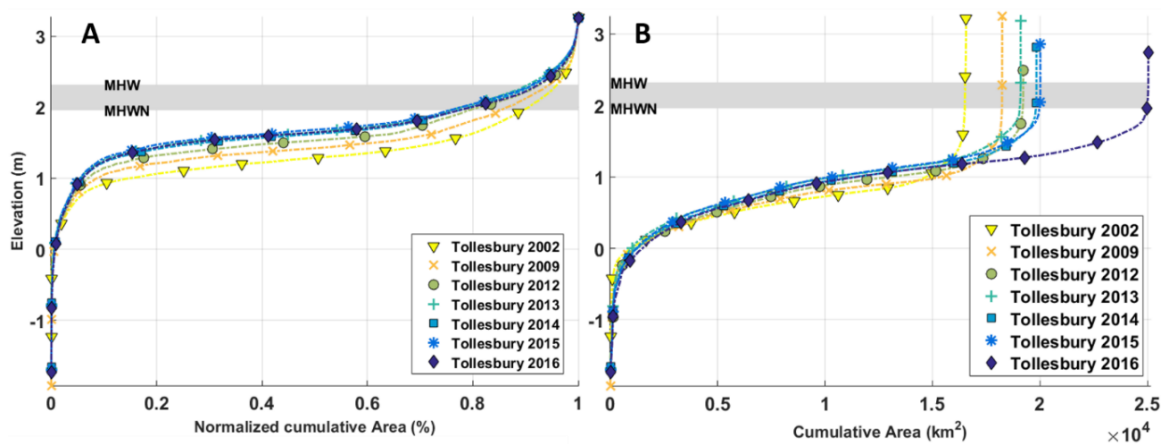 A
B
3
2
1
0
-1
Elevation (m)
MHW
MHWN
Tollesbury 2002
Tollesbury 2009
Tollesbury 2012
Tollesbury 2013
Tollesbury 2014
Tollesbury 2015
Tollesbury 2016
0 0.2 0.4 0.6 0.8 1
Normalized cumulative Area (%)
3
2
1
0
-1
MHW
MHWN
Tollesbury 2002
Tollesbury 2009
Tollesbury 2012
Tollesbury 2013
Tollesbury 2014
Tollesbury 2015
Tollesbury 2016
0 0.5 1 1.5 2 2.5
Cumulative Area (km²)
×10⁴